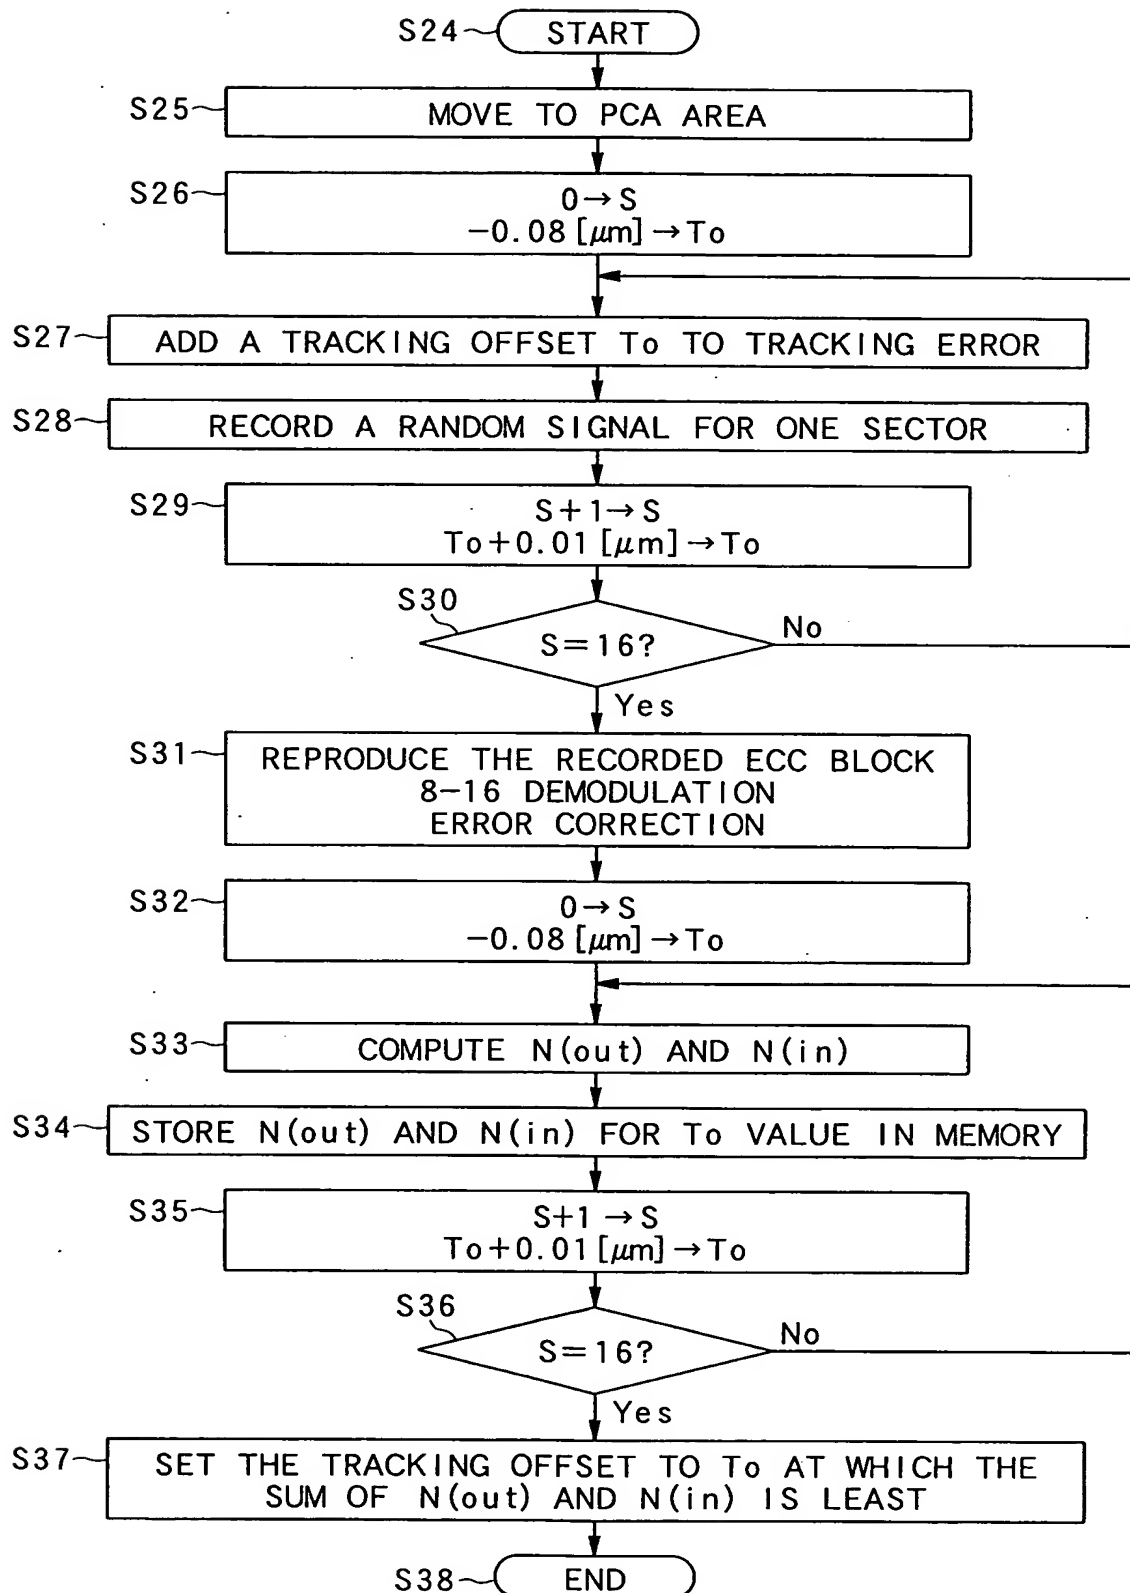 S24 START
S25 MOVE TO PCA AREA
S26
0→S
−0.08 [μm]→To
S27 ADD A TRACKING OFFSET To TO TRACKING ERROR
S28 RECORD A RANDOM SIGNAL FOR ONE SECTOR
S29
S+1→S
To+0.01 [μm]→To
S30
S=16? No
Yes
S31
REPRODUCE THE RECORDED ECC BLOCK
8−16 DEMODULATION
ERROR CORRECTION
S32
0→S
−0.08 [μm]→To
S33 COMPUTE N(out) AND N(in)
S34 STORE N(out) AND N(in) FOR To VALUE IN MEMORY
S35
S+1→S
To+0.01 [μm]→To
S36
S=16? No
Yes
S37 SET THE TRACKING OFFSET TO To AT WHICH THE
SUM OF N(out) AND N(in) IS LEAST
S38 END